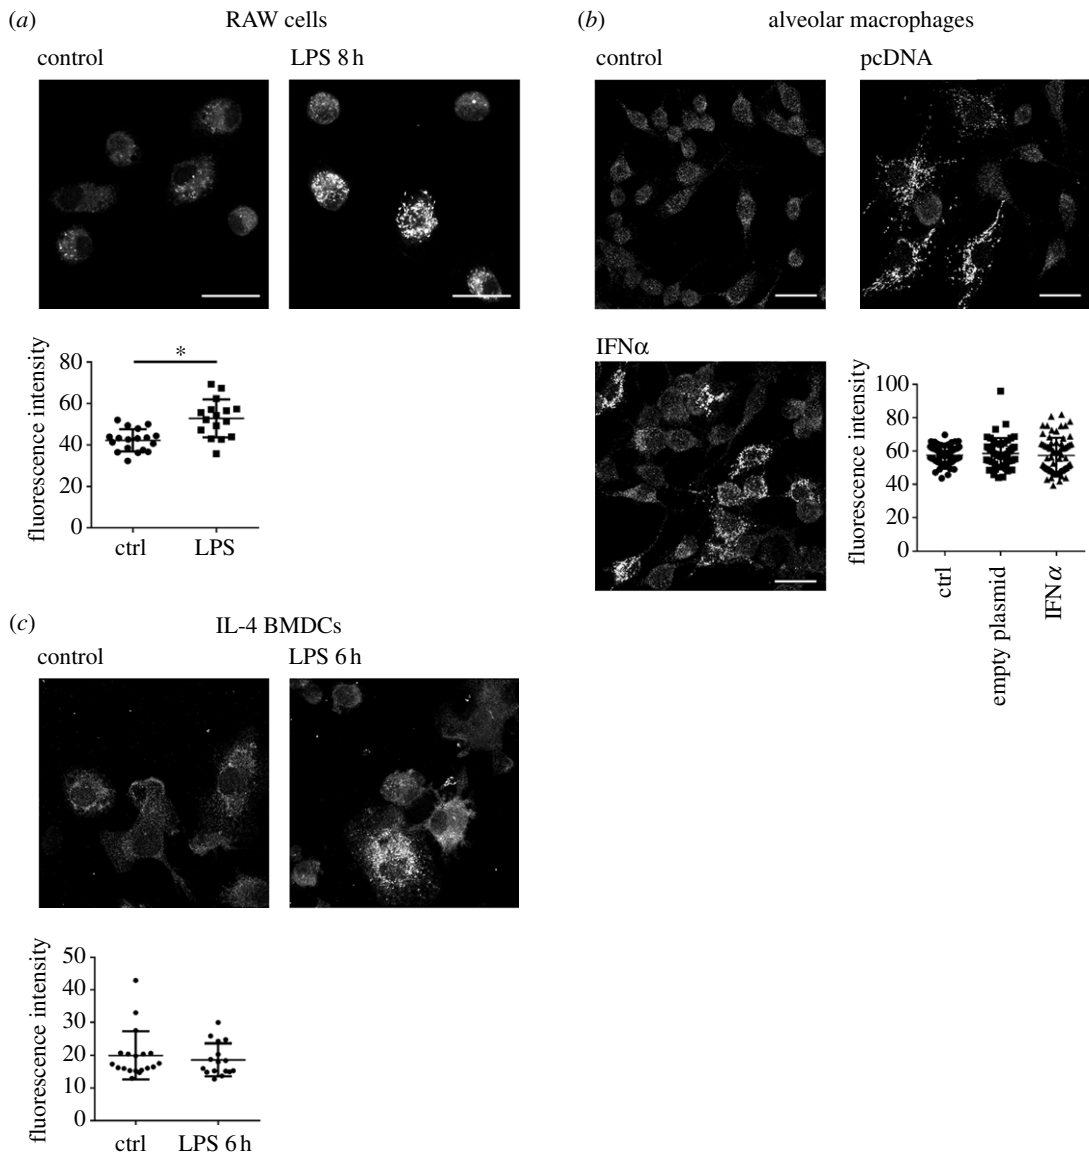 (a) RAW cells
control LPS 8 h
fluorescence intensity
80
60
40
20
0
*
ctrl LPS
(b) alveolar macrophages
control pcDNA
IFNα
fluorescence intensity
100
80
60
40
20
0
ctrl
empty plasmid
IFNα
(c) IL-4 BMDCs
control LPS 6 h
fluorescence intensity
50
40
30
20
10
0
ctrl LPS 6 h